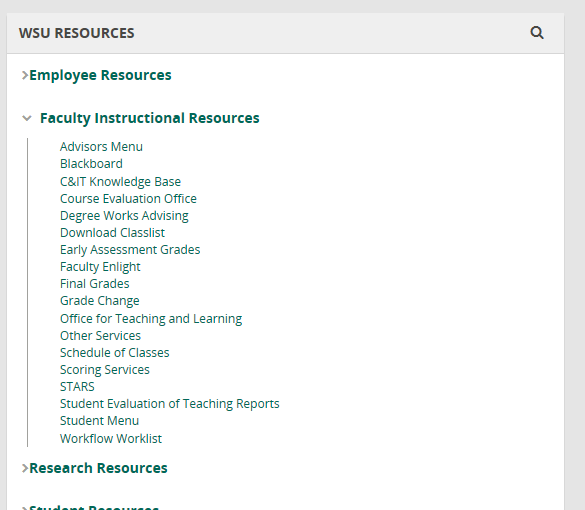 WSU RESOURCES
Employee Resources
Faculty Instructional Resources
Advisors Menu
Blackboard
C&IT Knowledge Base
Course Evaluation Office
Degree Works Advising
Download Classlist
Early Assessment Grades
Faculty Enlight
Final Grades
Grade Change
Office for Teaching and Learning
Other Services
Schedule of Classes
Scoring Services
STARS
Student Evaluation of Teaching Reports
Student Menu
Workflow Worklist
Research Resources
Student Resources